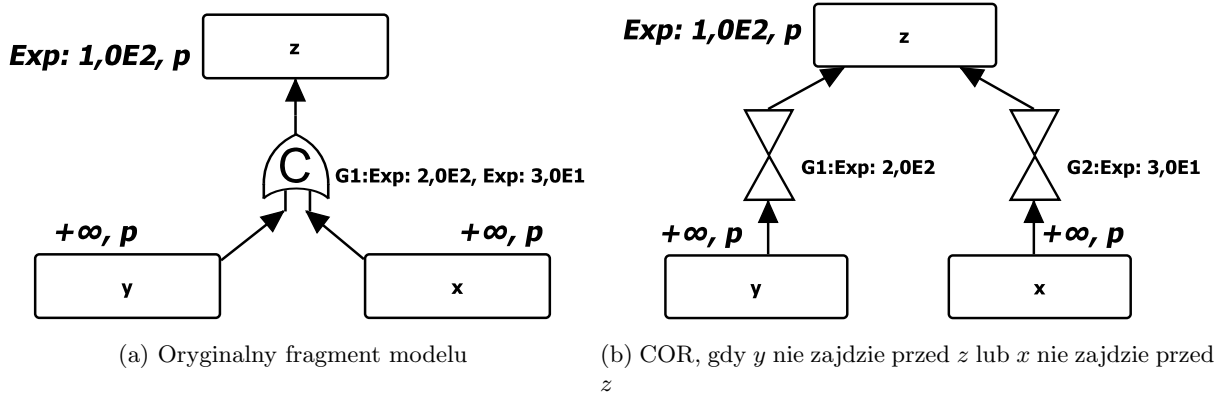 Exp: 1,0E2, p
z
C
G1:Exp: 2,0E2, Exp: 3,0E1
+∞, p
+∞, p
y
x
(a) Oryginalny fragment modelu
Exp: 1,0E2, p
z
G1:Exp: 2,0E2
G2:Exp: 3,0E1
+∞, p
+∞, p
y
x
(b) COR, gdy y nie zajdzie przed z lub x nie zajdzie przed
z